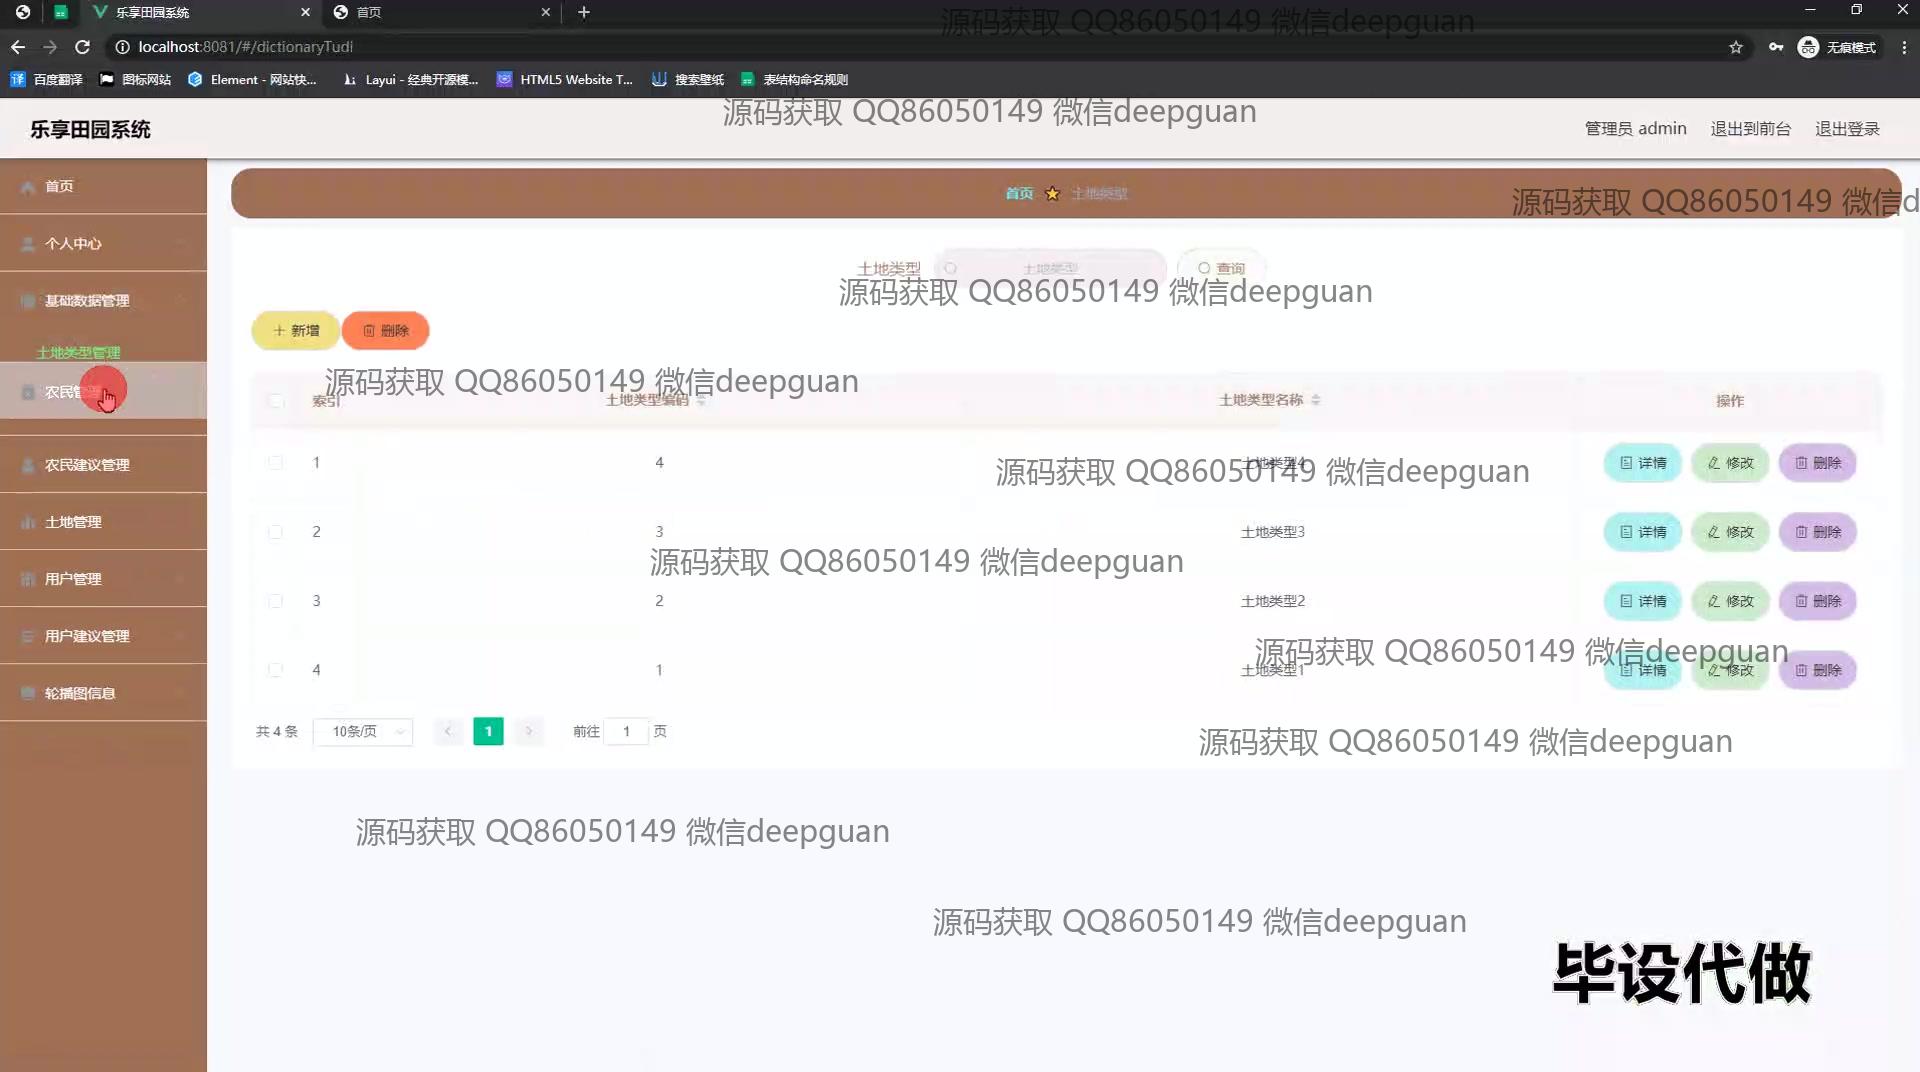 乐享田园系统
首页
源码获取 QQ86050149 微信deepguan
localhost:8081/#/dictionaryTudi
无痕模式
百度翻译
图标网站
Element - 网站快...
Layui - 经典开源模...
HTML5 Website T...
搜索壁纸
表结构命名规则
源码获取 QQ86050149 微信deepguan
乐享田园系统
管理员 admin
退出到前台
退出登录
首页
个人中心
基础数据管理
土地类型管理
农民管
农民建议管理
土地管理
用户管理
用户建议管理
轮播图信息
首页 土地类型
源码获取 QQ86050149 微信d
土地类型 土地类型 查询
源码获取 QQ86050149 微信deepguan
新增 删除
源码获取 QQ86050149 微信deepguan
索引 土地类型编码 土地类型名称 操作
1 4 土地类型4 详情 修改 删除
源码获取 QQ86050149 微信deepguan
2 3 土地类型3 详情 修改 删除
源码获取 QQ86050149 微信deepguan
3 2 土地类型2 详情 修改 删除
源码获取 QQ86050149 微信deepguan
4 1 土地类型1 详情 修改 删除
共 4 条 10条/页 1 前往 1 页
源码获取 QQ86050149 微信deepguan
源码获取 QQ86050149 微信deepguan
源码获取 QQ86050149 微信deepguan
毕设代做